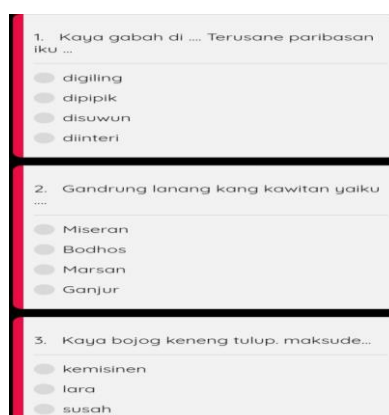 1. Kaya gabah di .... Terusane paribasan
iku ...
digiling
dipipik
disuwun
diinteri
2. Gandrung lanang kang kawitan yaiku
....
Miseran
Bodhos
Marsan
Ganjur
3. Kaya bojog keneng tulup. maksude...
kemisinen
lara
susah